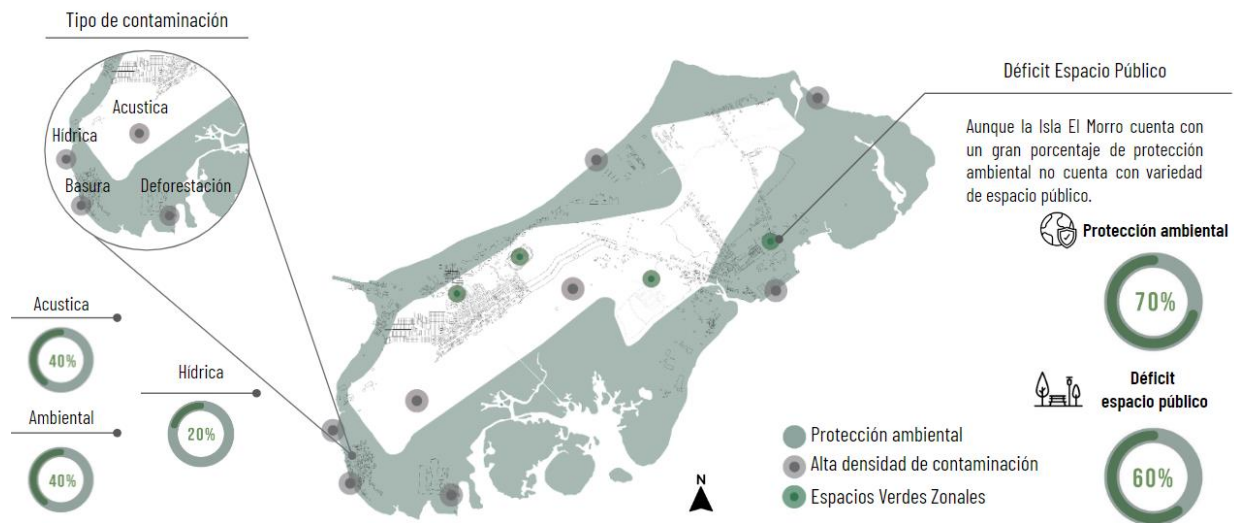 Tipo de contaminación
Acustica
Hídrica
Basura
Deforestación
Acustica
40%
Hídrica
20%
Ambiental
40%
Déficit Espacio Público
Aunque la Isla El Morro cuenta con
un gran porcentaje de protección
ambiental no cuenta con variedad
de espacio público.
Protección ambiental
70%
Déficit
espacio público
60%
Protección ambiental
Alta densidad de contaminación
Espacios Verdes Zonales
N